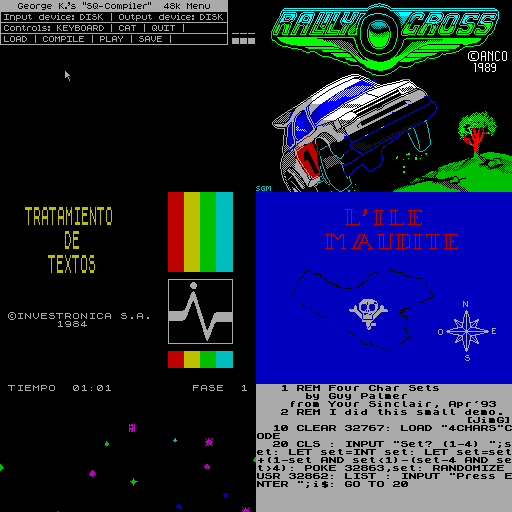 George K.'s "SQ-Compiler"  48k Menu
Input device: DISK | Output device: DISK
Controls: KEYBOARD | CAT | QUIT |
LOAD | COMPILE | PLAY | SAVE |
RALLY CROSS
©ANCO
1989
SGM
TRATAMIENTO
DE
TEXTOS
©INVESTRONICA S.A.
1984
L'ILE
MAUDITE
N
O
E
S
TIEMPO 01:01 FASE 1
1 REM Four Char Sets
by Guy Palmer
from Your Sinclair, Apr'93
2 REM I did this small demo.
[JimG]
10 CLEAR 32767: LOAD "4CHARS"C
ODE
20 CLS : INPUT "Set? (1-4) ";s
et: LET set=INT set: LET set=set
+(1-set AND set<1)-(set-4 AND se
t>4): POKE 32863,set: RANDOMIZE
USR 32862: LIST : INPUT "Press E
NTER ";i$: GO TO 20